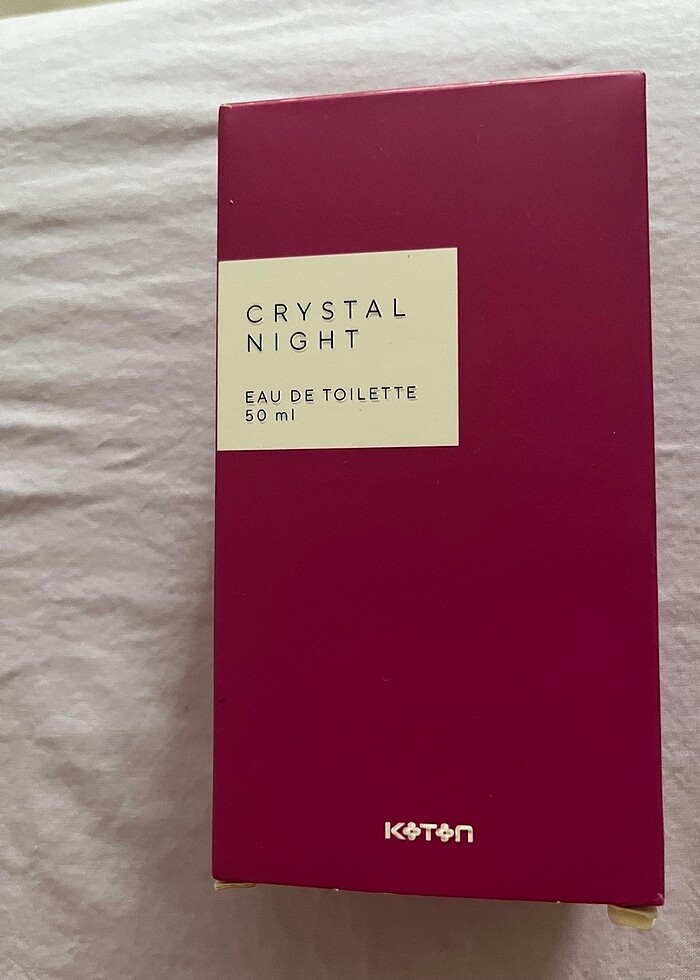 CRYSTAL
NIGHT
EAU DE TOILETTE
50 ml
KOTON